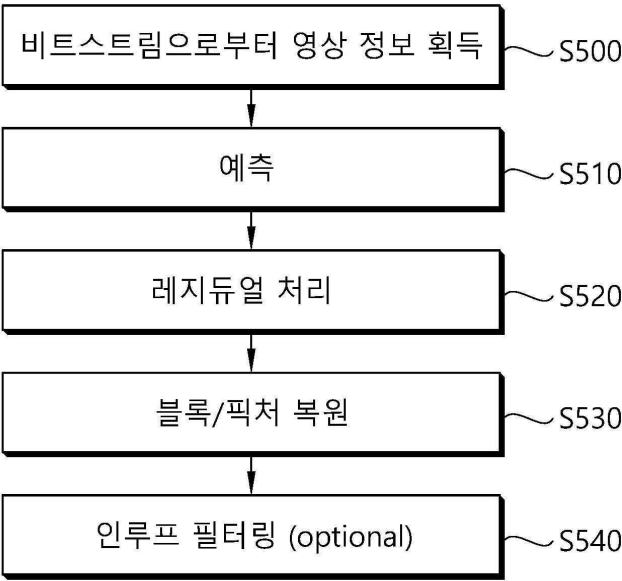 비트스트림으로부터 영상 정보 획득 S500
예측 S510
레지듀얼 처리 S520
블록/픽처 복원 S530
인루프 필터링 (optional) S540